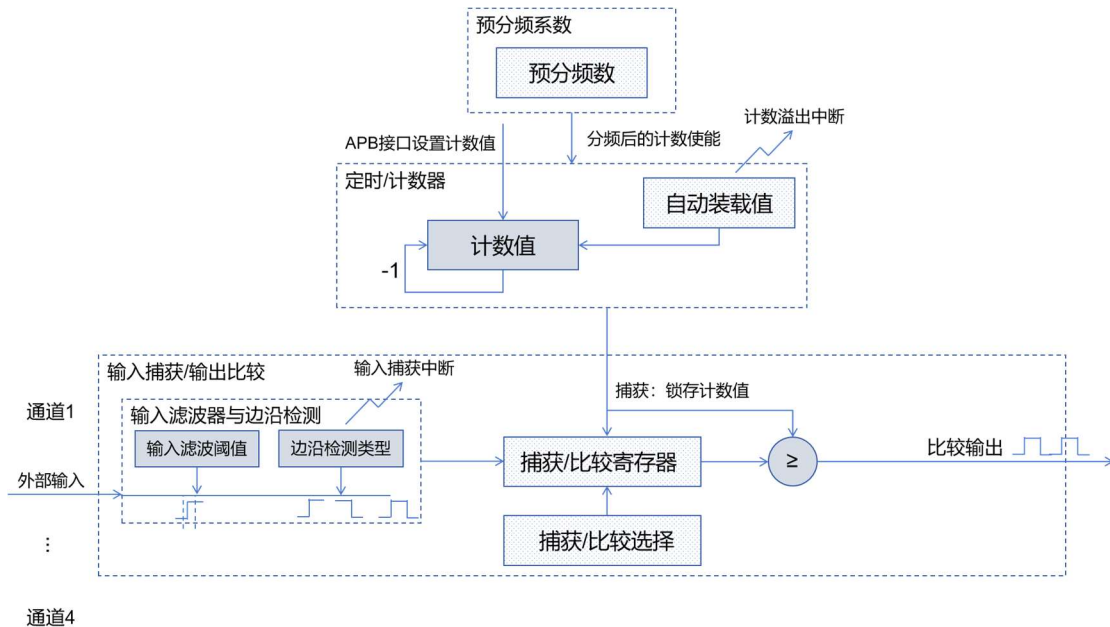 预分频系数
预分频数
APB接口设置计数值
分频后的计数使能
计数溢出中断
定时/计数器
自动装载值
计数值
-1
输入捕获/输出比较
输入捕获中断
捕获：锁存计数值
通道1
输入滤波器与边沿检测
输入滤波阈值
边沿检测类型
捕获/比较寄存器
≥
比较输出
外部输入
捕获/比较选择
⋮
通道4